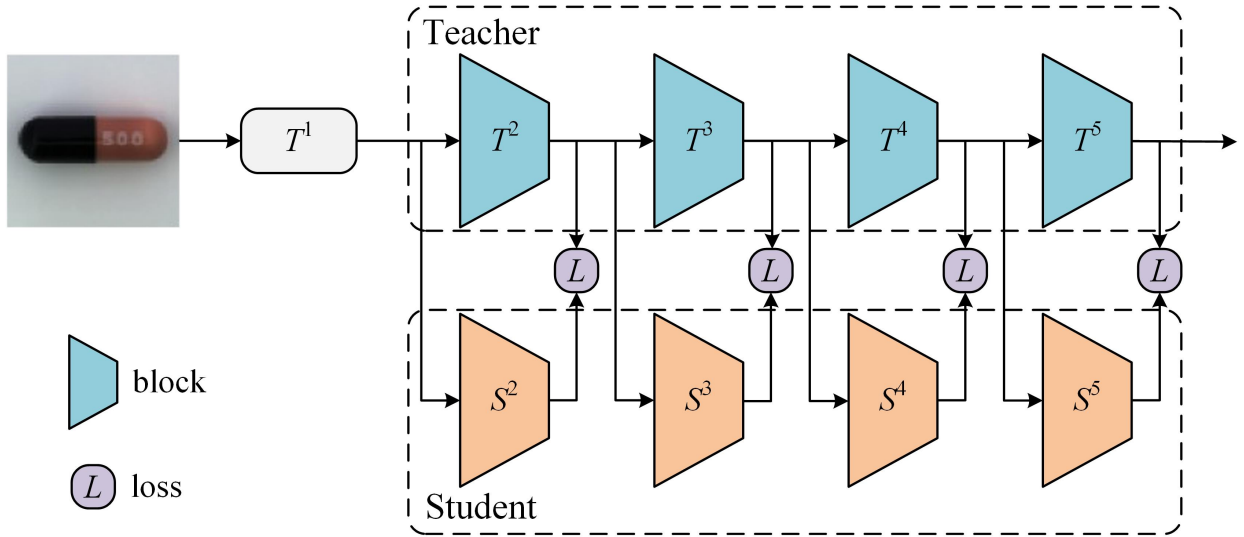 Teacher
500
T¹
T²
T³
T⁴
T⁵
L
L
L
L
S²
S³
S⁴
S⁵
block
L loss
Student